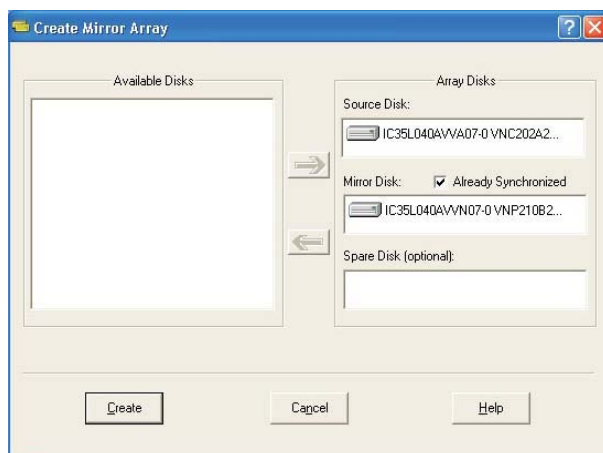 Create Mirror Array
Available Disks
Array Disks
Source Disk:
IC35L040AVVA07-0 VNC202A2...
Mirror Disk:
Already Synchronized
IC35L040AVVN07-0 VNP210B2...
Spare Disk (optional):
Create
Cancel
Help